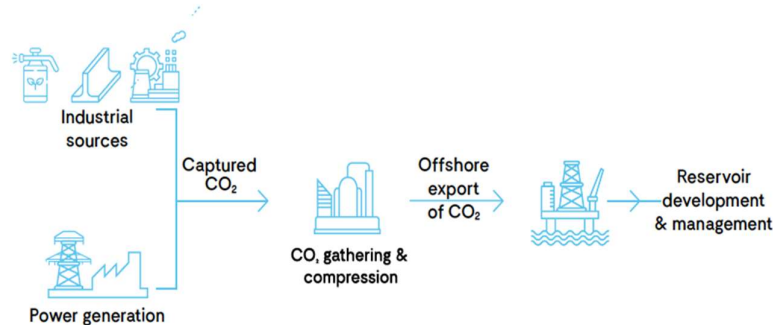 Industrial
sources
Captured
CO₂
Offshore
export
of CO₂
Reservoir
development
& management
CO, gathering &
compression
Power generation